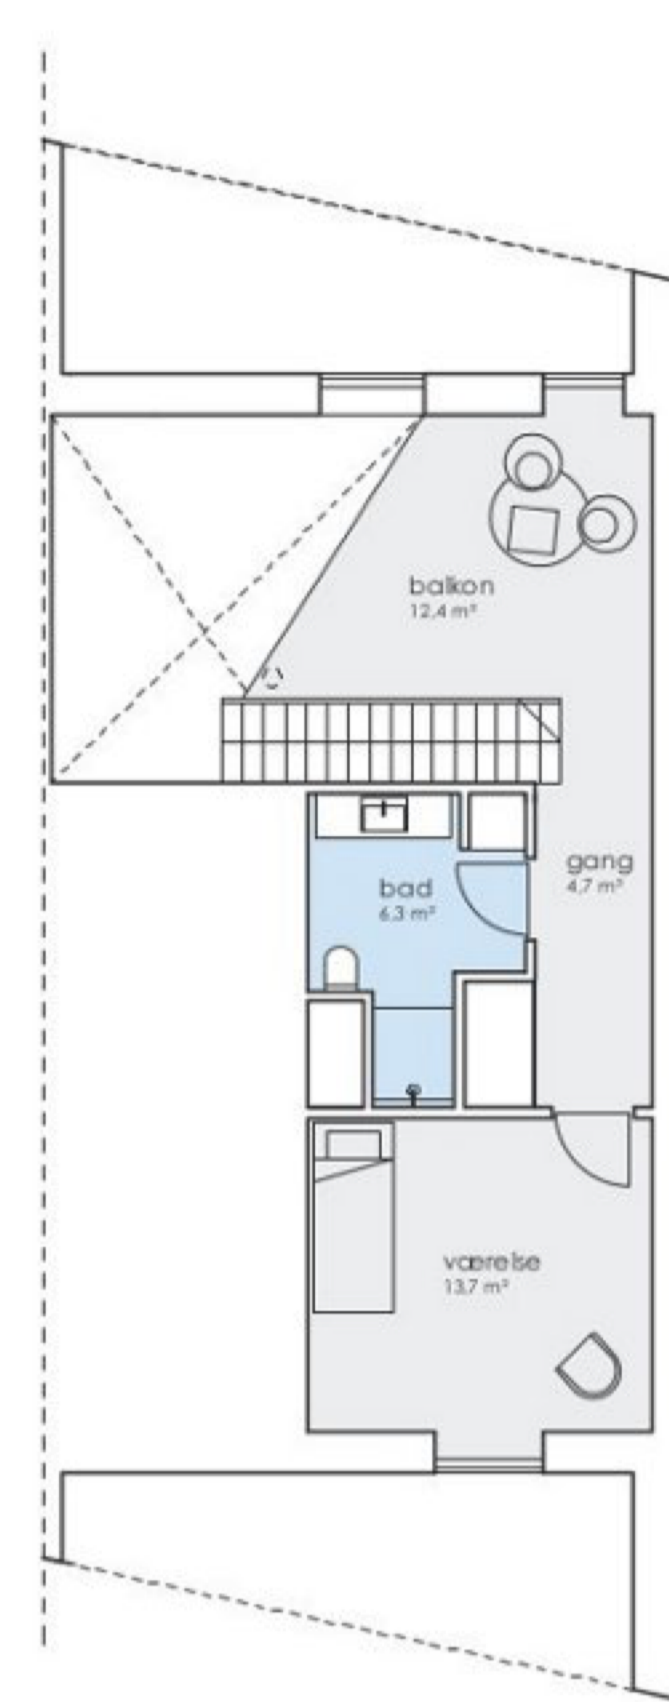 balkon
12,4 m²
gang
4,7 m²
bad
6,3 m²
værelse
13,7 m²